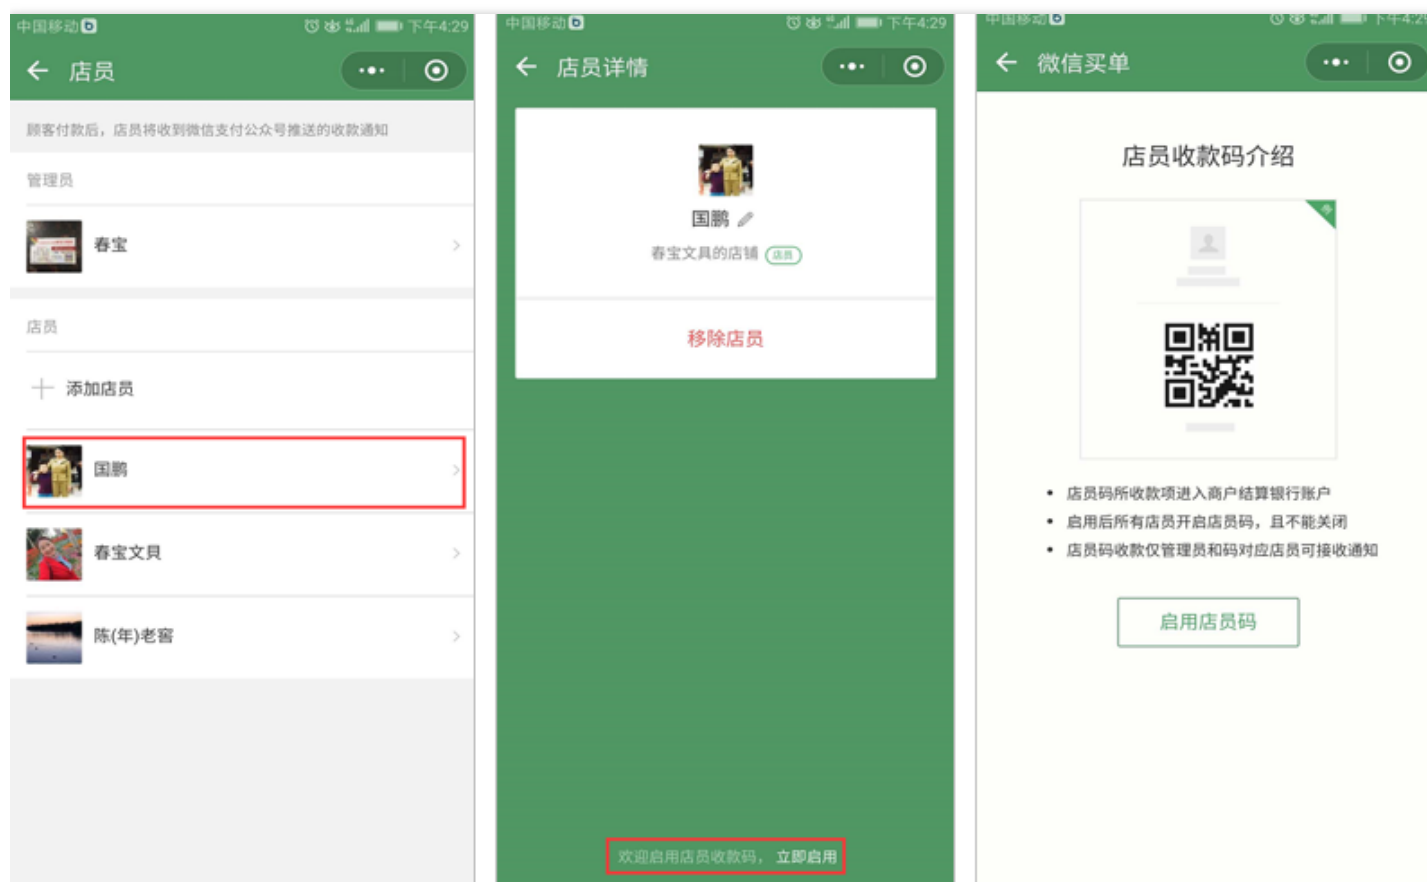 中国移动
下午4:29
店员
顾客付款后，店员将收到微信支付公众号推送的收款通知
管理员
春宝
店员
添加店员
国鹏
春宝文具
陈(年)老窖
中国移动
下午4:29
店员详情
国鹏
春宝文具的店铺 店员
移除店员
欢迎启用店员收款码，立即启用
中国移动
下午4:29
微信买单
店员收款码介绍
• 店员码所收款项进入商户结算银行账户
• 启用后所有店员开启店员码，且不能关闭
• 店员码收款仅管理员和码对应店员可接收通知
启用店员码